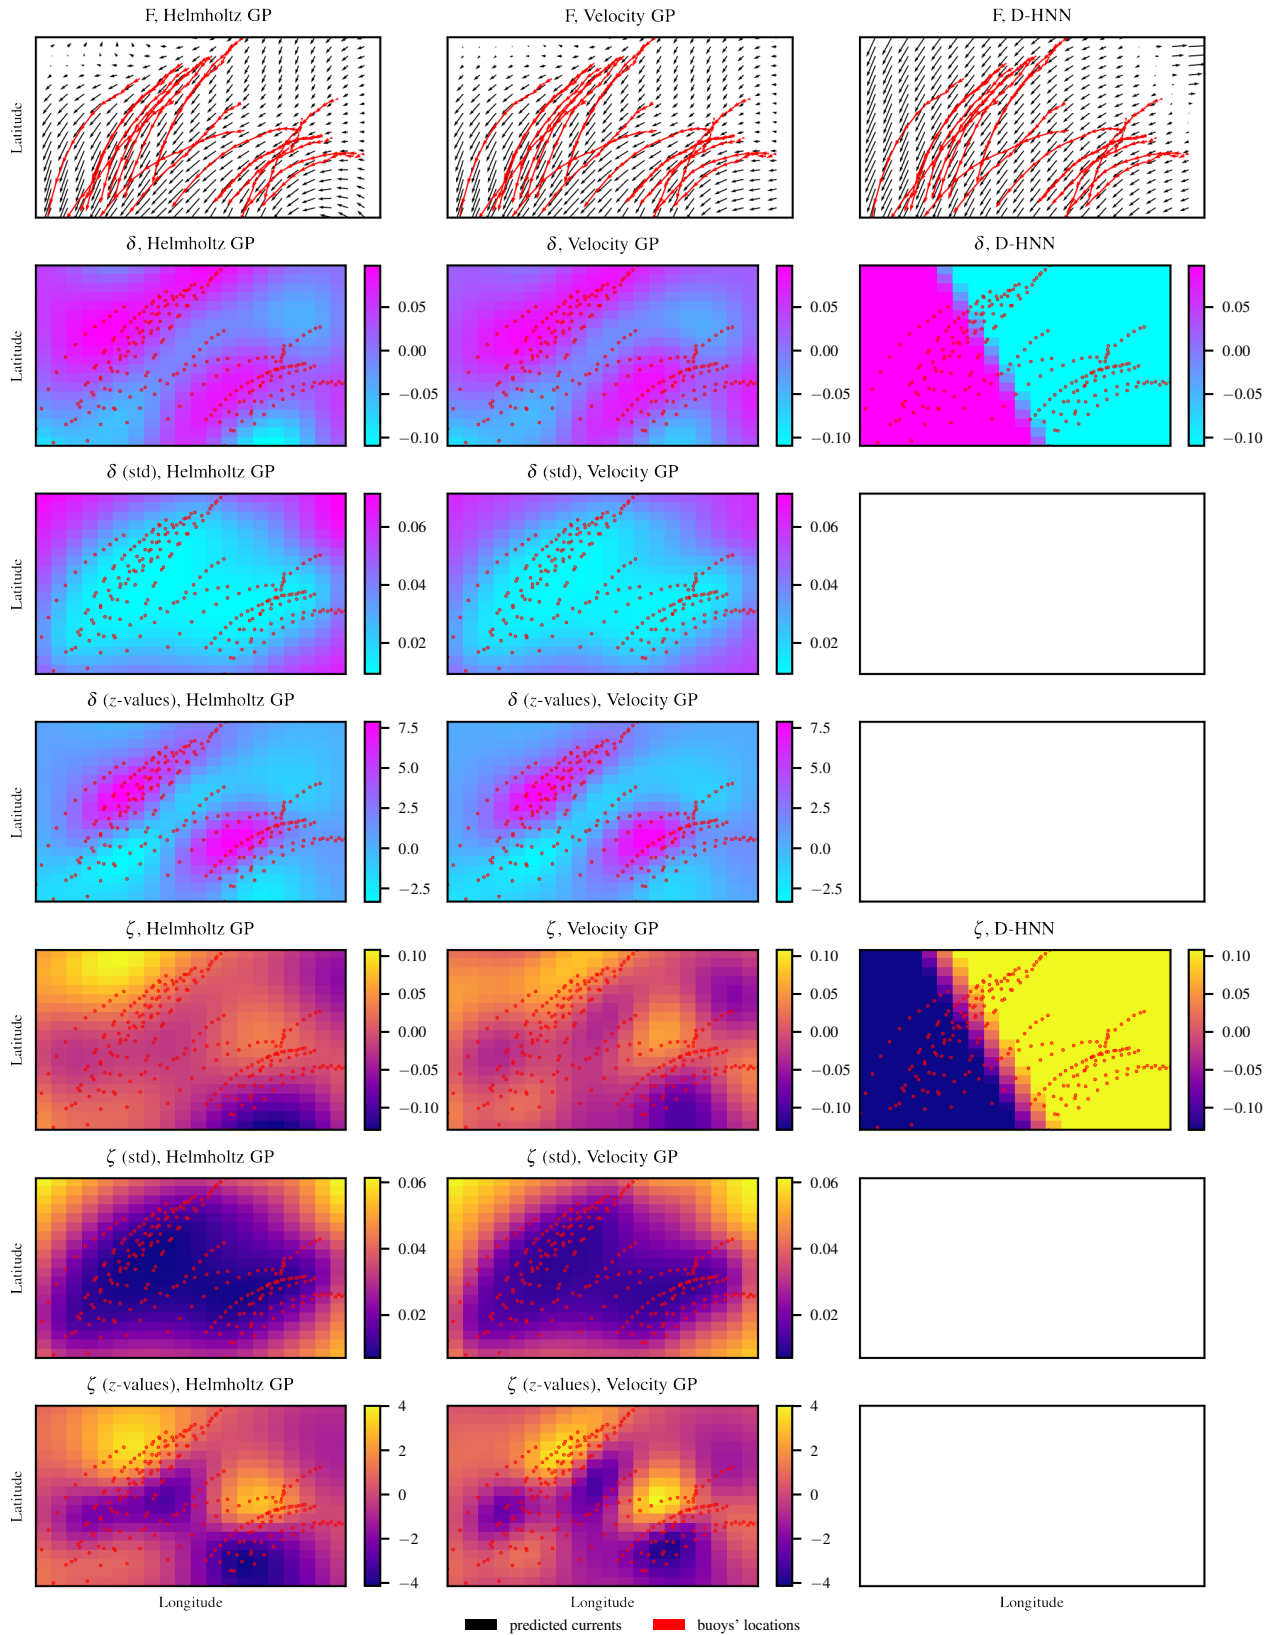 F, Helmholtz GP
F, Velocity GP
F, D-HNN
Latitude
δ, Helmholtz GP
δ, Velocity GP
δ, D-HNN
Latitude
0.05
0.00
−0.05
−0.10
0.05
0.00
−0.05
−0.10
0.05
0.00
−0.05
−0.10
δ (std), Helmholtz GP
δ (std), Velocity GP
Latitude
0.06
0.04
0.02
0.06
0.04
0.02
δ (z-values), Helmholtz GP
δ (z-values), Velocity GP
Latitude
7.5
5.0
2.5
0.0
−2.5
7.5
5.0
2.5
0.0
−2.5
ζ, Helmholtz GP
ζ, Velocity GP
ζ, D-HNN
Latitude
0.10
0.05
0.00
−0.05
−0.10
0.10
0.05
0.00
−0.05
−0.10
0.10
0.05
0.00
−0.05
−0.10
ζ (std), Helmholtz GP
ζ (std), Velocity GP
Latitude
0.06
0.04
0.02
0.06
0.04
0.02
ζ (z-values), Helmholtz GP
ζ (z-values), Velocity GP
Latitude
4
2
0
−2
−4
4
2
0
−2
−4
Longitude
Longitude
Longitude
predicted currents
buoys’ locations